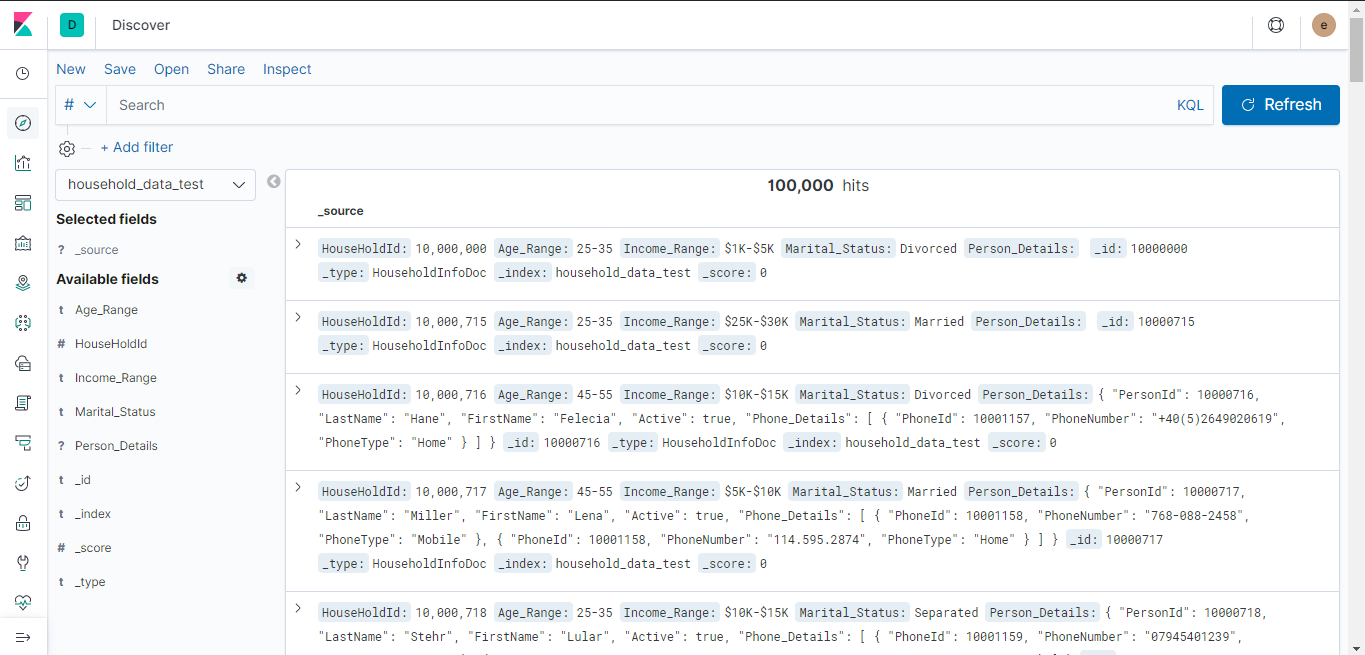 D Discover e
New Save Open Share Inspect
# Search KQL Refresh
+ Add filter
household_data_test
100,000 hits
Selected fields
? _source
Available fields
t Age_Range
# HouseHoldId
t Income_Range
t Marital_Status
? Person_Details
t _id
t _index
# _score
t _type
_source
HouseHoldId: 10,000,000 Age_Range: 25-35 Income_Range: $1K-$5K Marital_Status: Divorced Person_Details: _id: 10000000
_type: HouseholdInfoDoc _index: household_data_test _score: 0
HouseHoldId: 10,000,715 Age_Range: 25-35 Income_Range: $25K-$30K Marital_Status: Married Person_Details: _id: 10000715
_type: HouseholdInfoDoc _index: household_data_test _score: 0
HouseHoldId: 10,000,716 Age_Range: 45-55 Income_Range: $10K-$15K Marital_Status: Divorced Person_Details: { "PersonId": 10000716,
"LastName": "Hane", "FirstName": "Felecia", "Active": true, "Phone_Details": [ { "PhoneId": 10001157, "PhoneNumber": "+40(5)2649020619",
"PhoneType": "Home" } ] } _id: 10000716 _type: HouseholdInfoDoc _index: household_data_test _score: 0
HouseHoldId: 10,000,717 Age_Range: 45-55 Income_Range: $5K-$10K Marital_Status: Married Person_Details: { "PersonId": 10000717,
"LastName": "Miller", "FirstName": "Lena", "Active": true, "Phone_Details": [ { "PhoneId": 10001158, "PhoneNumber": "768-088-2458",
"PhoneType": "Mobile" }, { "PhoneId": 10001158, "PhoneNumber": "114.595.2874", "PhoneType": "Home" } ] } _id: 10000717
_type: HouseholdInfoDoc _index: household_data_test _score: 0
HouseHoldId: 10,000,718 Age_Range: 25-35 Income_Range: $10K-$15K Marital_Status: Separated Person_Details: { "PersonId": 10000718,
"LastName": "Stehr", "FirstName": "Lular", "Active": true, "Phone_Details": [ { "PhoneId": 10001159, "PhoneNumber": "07945401239",